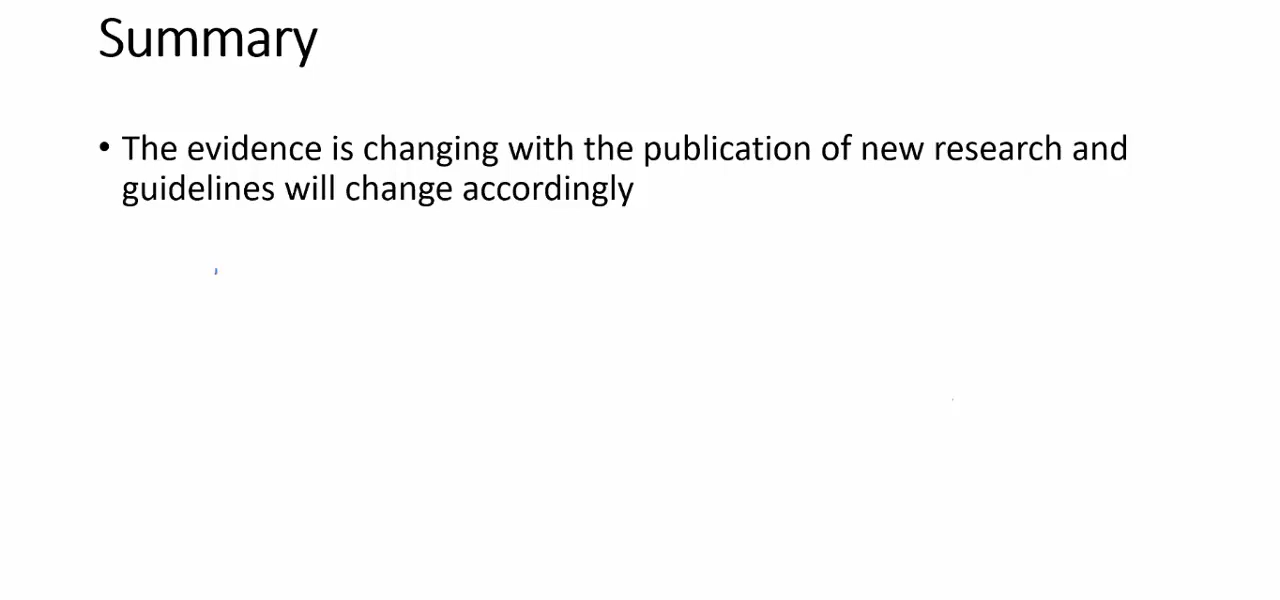 Summary
• The evidence is changing with the publication of new research and
guidelines will change accordingly